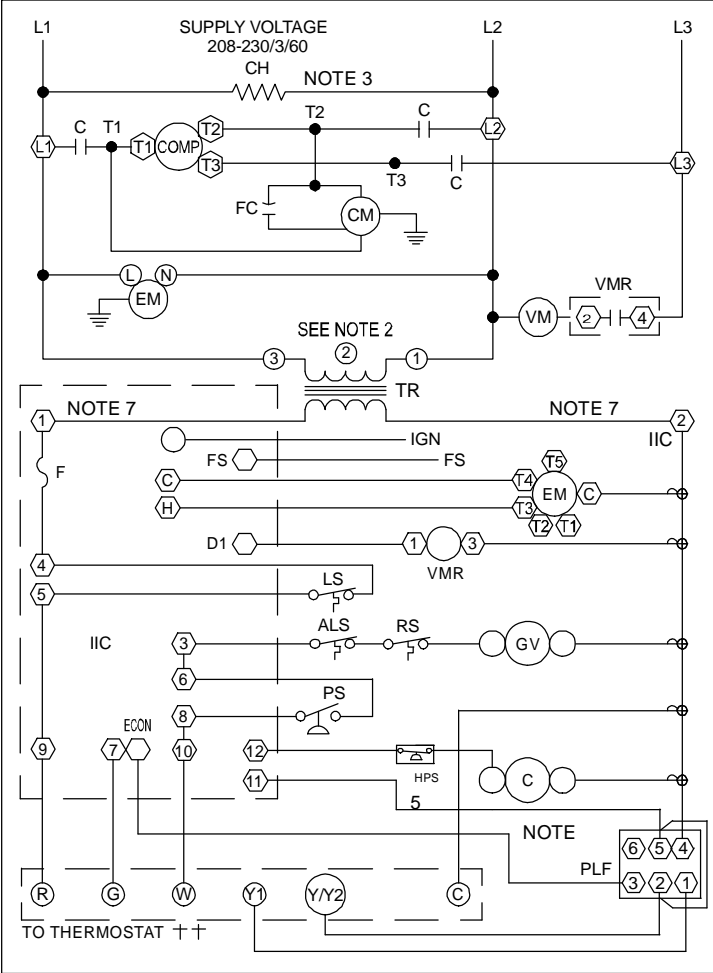 L1 SUPPLY VOLTAGE L2 L3
208-230/3/60
CH NOTE 3
C T1 T2 T2 C L2
L1 T1 COMP
T3 T3 C L3
FC CM
L N
EM
VMR
VM 2 4
SEE NOTE 2
3 2 1
TR
1 NOTE 7 NOTE 7 2
IGN IIC
FS FS
F
C T4 T5 EM C
H T3 T2 T1
D1 1 3
VMR
4
5 LS
IIC 3 ALS RS GV
6
8 PS
ECON
9 7 10 12
HPS C
11
5
NOTE
6 5 4
PLF
3 2 1
R G W Y1 Y/Y2 C
TO THERMOSTAT ++